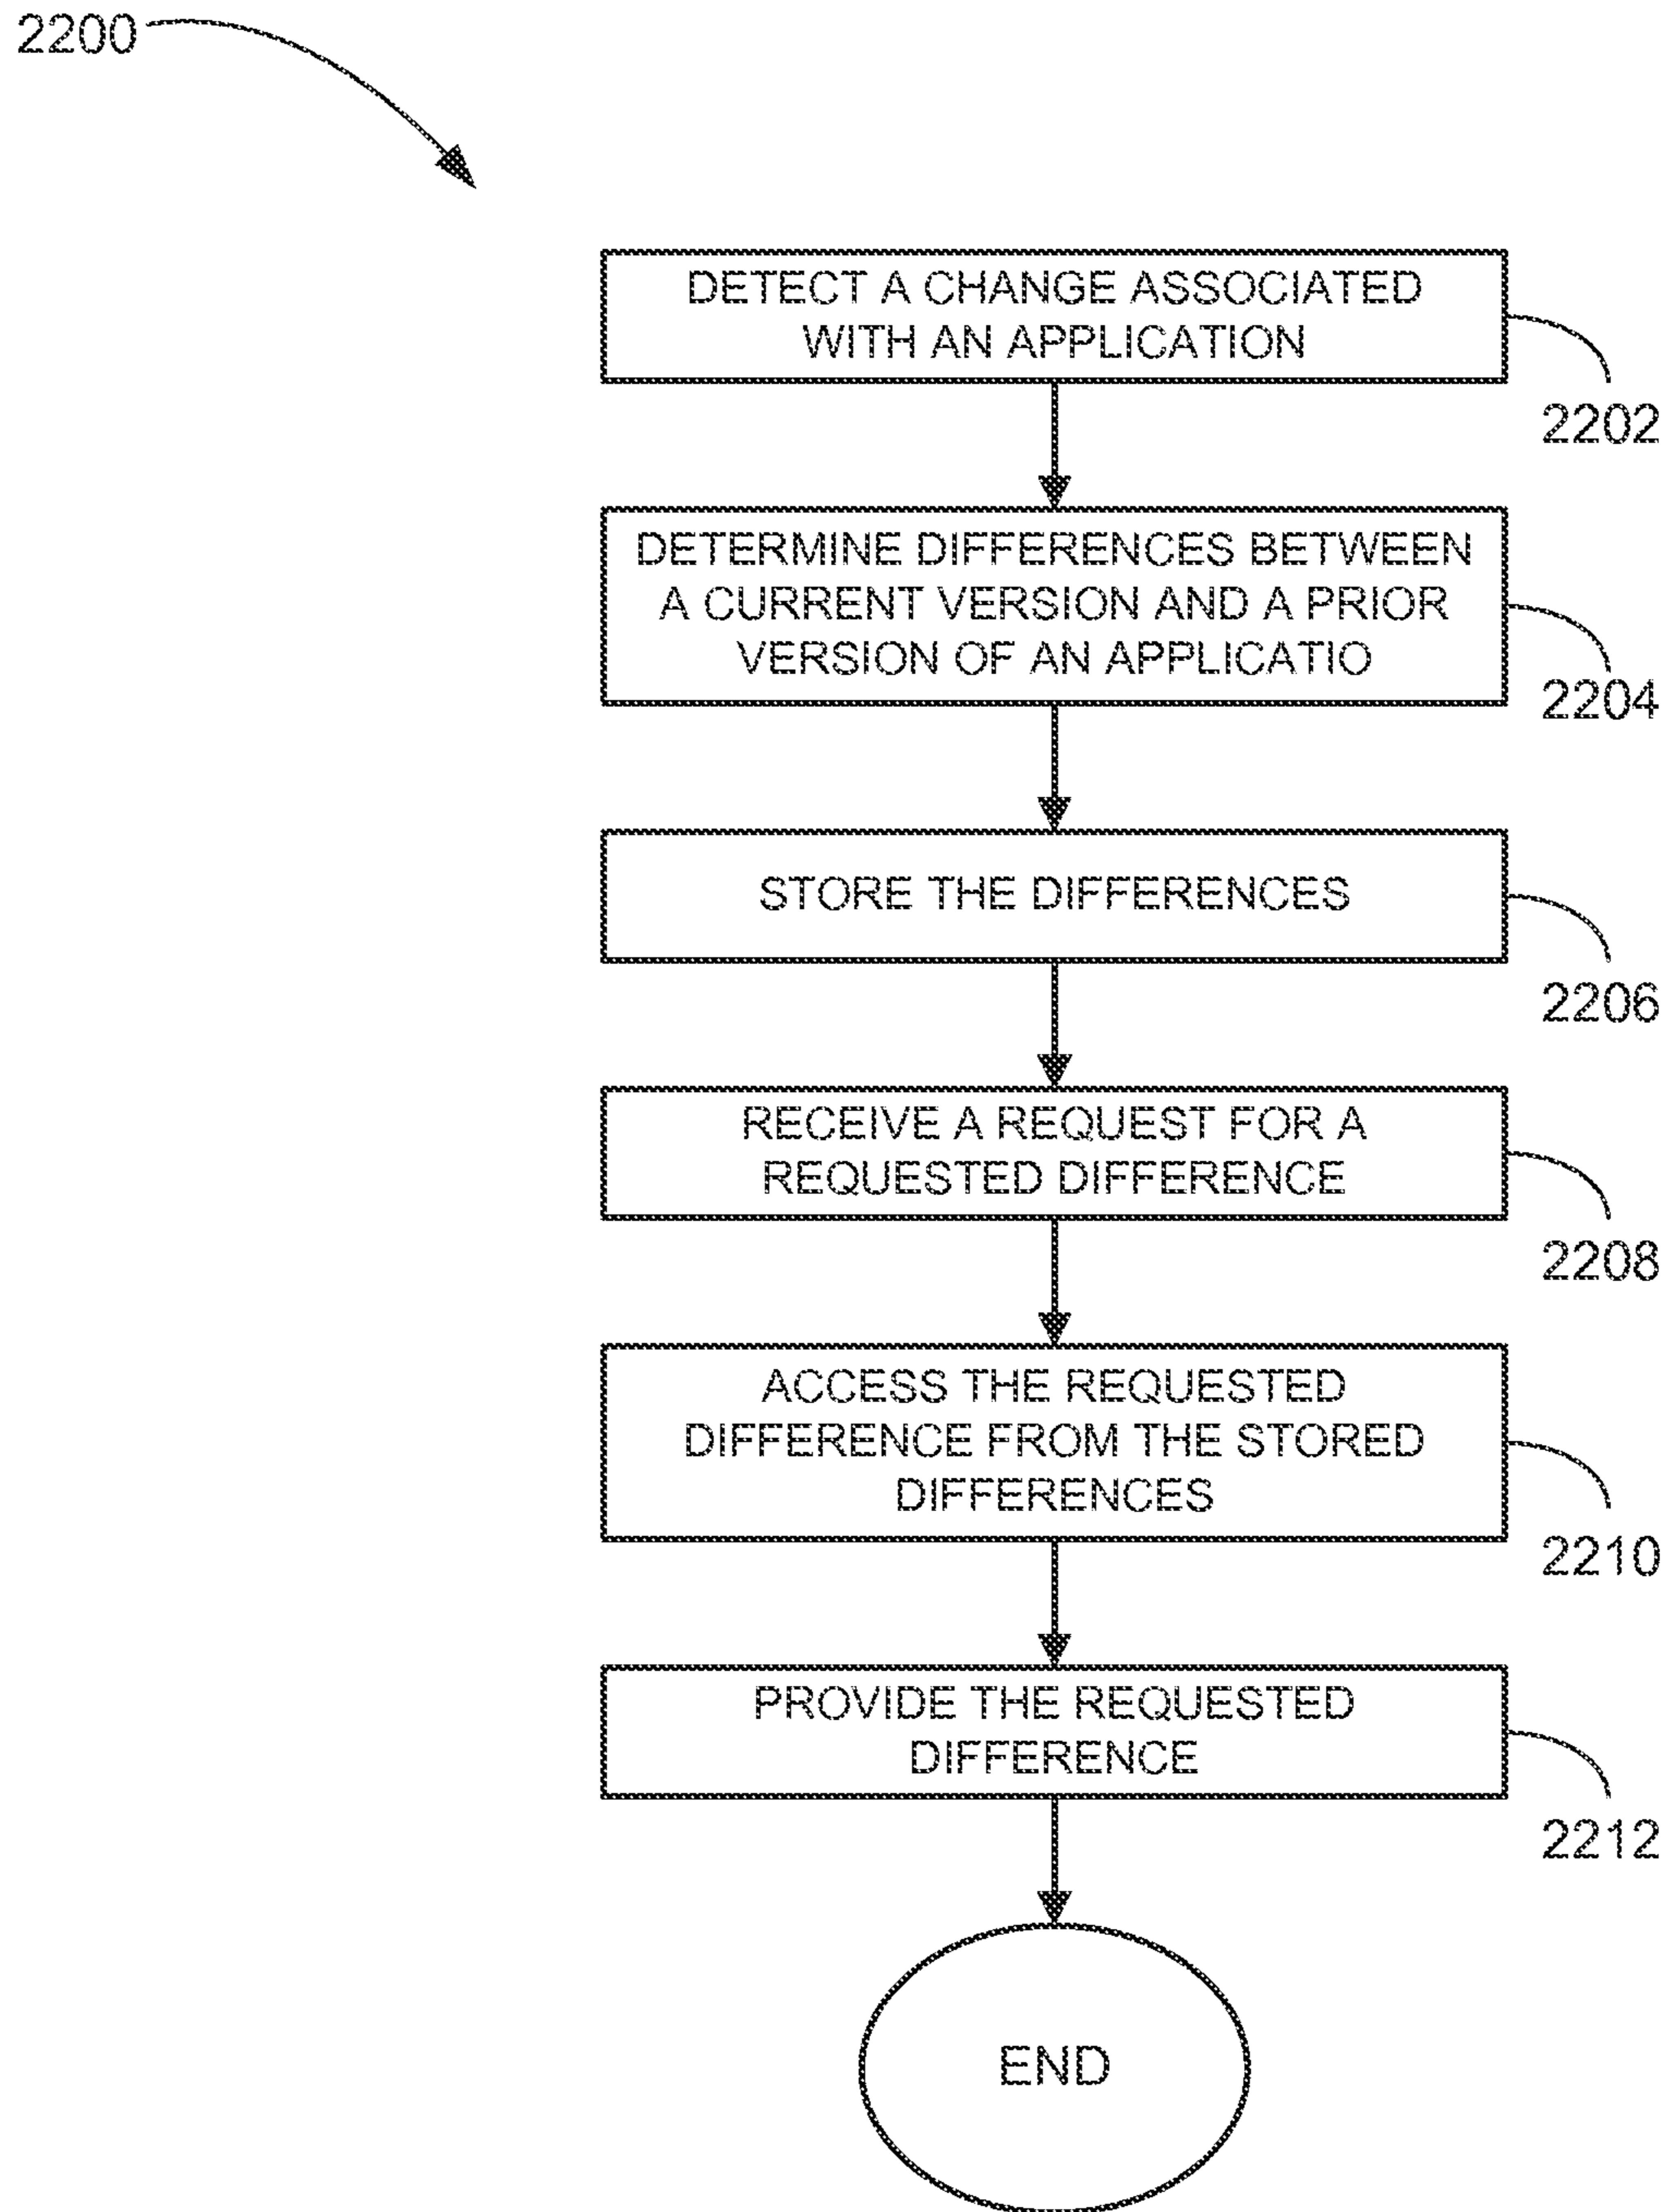 2200
DETECT A CHANGE ASSOCIATED
WITH AN APPLICATION
2202
DETERMINE DIFFERENCES BETWEEN
A CURRENT VERSION AND A PRIOR
VERSION OF AN APPLICATIO
2204
STORE THE DIFFERENCES
2206
RECEIVE A REQUEST FOR A
REQUESTED DIFFERENCE
2208
ACCESS THE REQUESTED
DIFFERENCE FROM THE STORED
DIFFERENCES
2210
PROVIDE THE REQUESTED
DIFFERENCE
2212
END